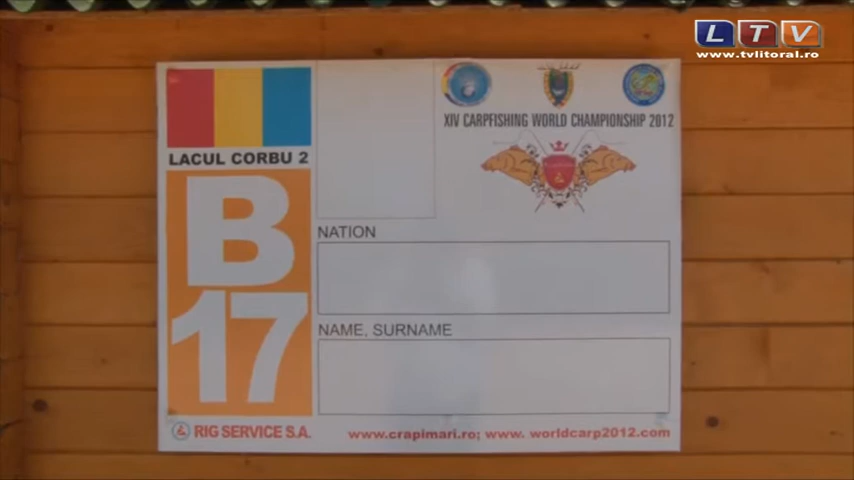 LTV
www.tvlitoral.ro
XIV CARPFISHING WORLD CHAMPIONSHIP 2012
LACUL CORBU 2
B
17
NATION
NAME, SURNAME
RIG SERVICE S.A.
www.crapimari.ro; www. worldcarp2012.com